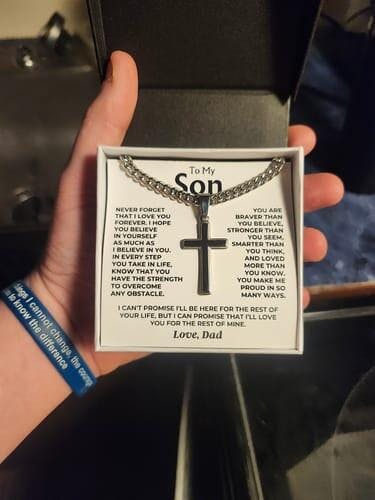 To My
Son
NEVER FORGET
THAT I LOVE YOU
FOREVER. I HOPE
YOU BELIEVE
IN YOURSELF
AS MUCH AS
I BELIEVE IN YOU.
IN EVERY STEP
YOU TAKE IN LIFE,
KNOW THAT YOU
HAVE THE STRENGTH
TO OVERCOME
ANY OBSTACLE.
YOU ARE
BRAVER THAN
YOU BELIEVE,
STRONGER THAN
YOU SEEM,
SMARTER THAN
YOU THINK,
AND LOVED
MORE THAN
YOU KNOW.
YOU MAKE ME
PROUD IN SO
MANY WAYS.
I CAN'T PROMISE I'LL BE HERE FOR THE REST OF
YOUR LIFE, BUT I CAN PROMISE THAT I'LL LOVE
YOU FOR THE REST OF MINE.
Love, Dad
I cannot change, the
to know the difference